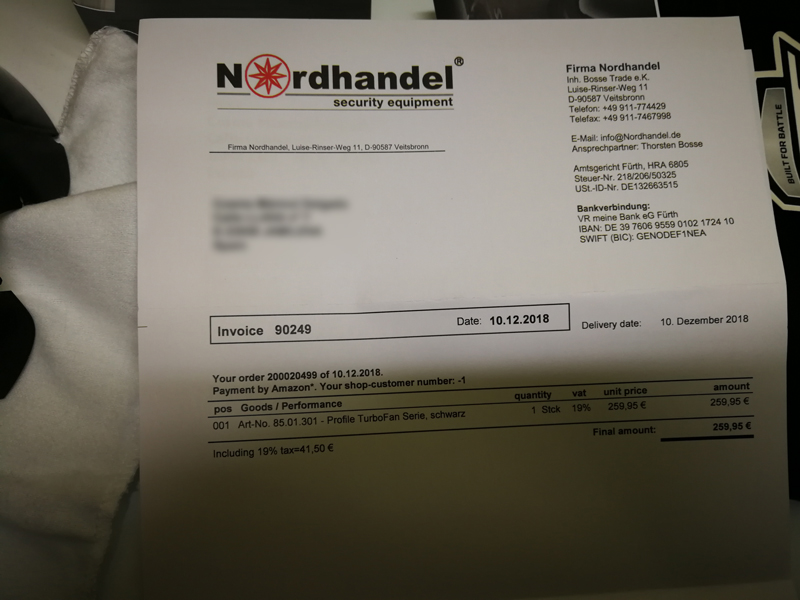 Nordhandel®
security equipment
Firma Nordhandel, Luise-Rinser-Weg 11, D-90587 Veitsbronn
Firma Nordhandel
Inh. Bosse Trade e.K.
Luise-Rinser-Weg 11
D-90587 Veitsbronn
Telefon: +49 911-774429
Telefax: +49 911-7467998
E-Mail: info@Nordhandel.de
Ansprechpartner: Thorsten Bosse
Amtsgericht Fürth, HRA 6805
Steuer-Nr. 218/206/50325
USt.-ID-Nr. DE132663515
Bankverbindung:
VR meine Bank eG Fürth
IBAN: DE 39 7606 9559 0102 1724 10
SWIFT (BIC): GENODEF1NEA
Invoice 90249 Date: 10.12.2018 Delivery date: 10. Dezember 2018
Your order 200020499 of 10.12.2018.
Payment by Amazon*. Your shop-customer number: -1
pos Goods / Performance quantity vat unit price amount
001 Art-No. 85.01.301 - Profile TurboFan Serie, schwarz 1 Stck 19% 259,95 € 259,95 €
Final amount: 259,95 €
Including 19% tax=41,50 €
BUILT FOR BATTLE